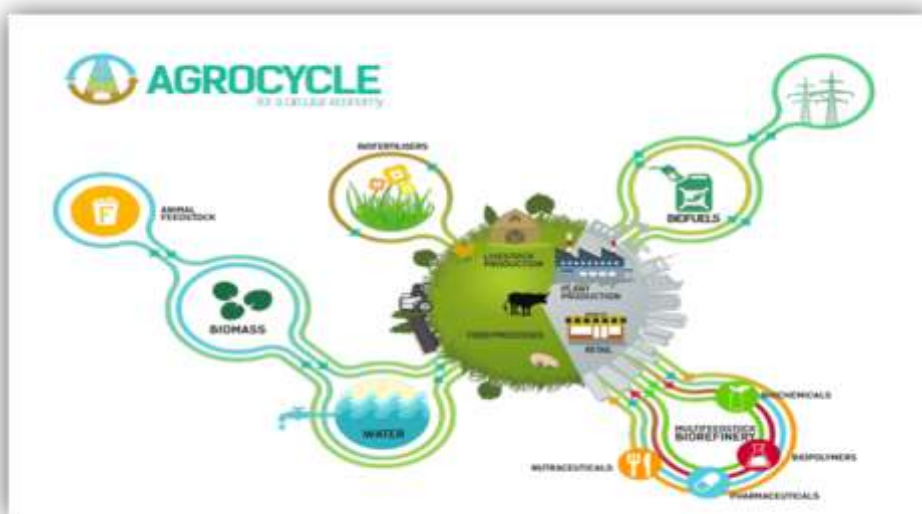 AGROCYCLE
for a circular economy
BIOFERTILISERS
ANIMAL
FEEDSTOCK
BIOFUELS
LIVESTOCK
PRODUCTION
PLANT
PRODUCTION
BIOMASS
FOOD PROCESSES
RETAIL
WATER
BIOCHEMICALS
MULTIFEEDSTOCK
BIOREFINERY
NUTRACEUTICALS
BIOPOLYMERS
PHARMACEUTICALS
F